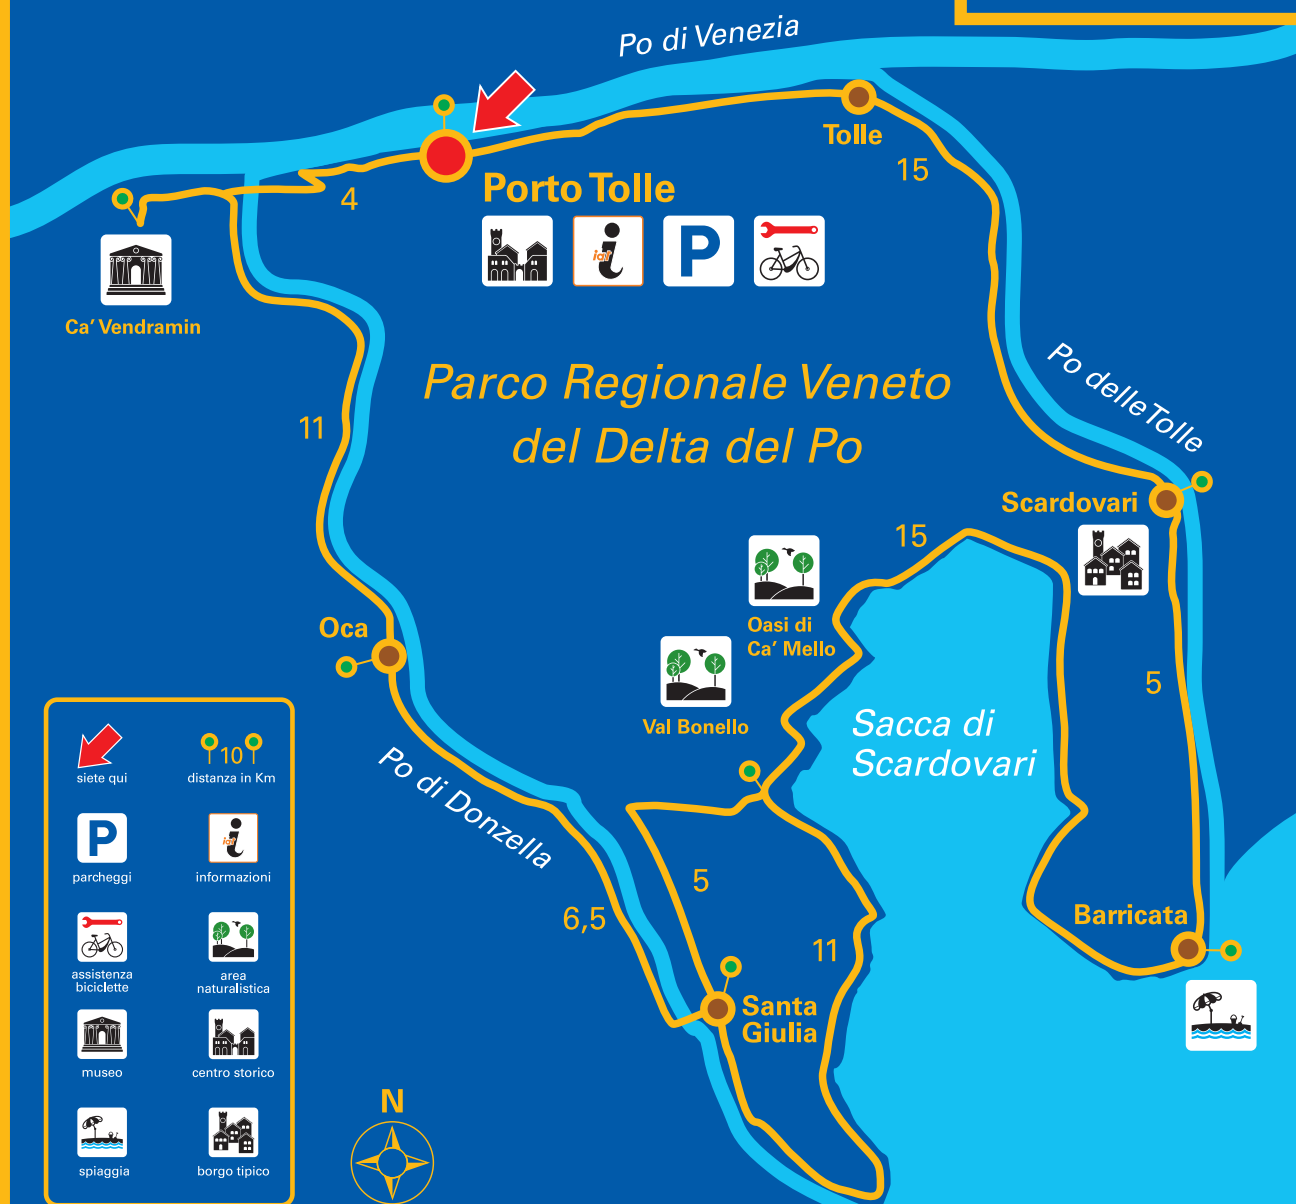 Po di Venezia
Tolle
15
4
Porto Tolle
iat
P
Ca' Vendramin
Parco Regionale Veneto
del Delta del Po
11
Po delle Tolle
Scardovari
15
Oasi di
Ca' Mello
Oca
Val Bonello
5
Sacca di
Scardovari
Po di Donzella
5
6,5
Barricata
11
Santa
Giulia
siete qui
10
distanza in Km
P
parcheggi
iat
informazioni
assistenza
biciclette
area
naturalistica
museo
centro storico
spiaggia
borgo tipico
N